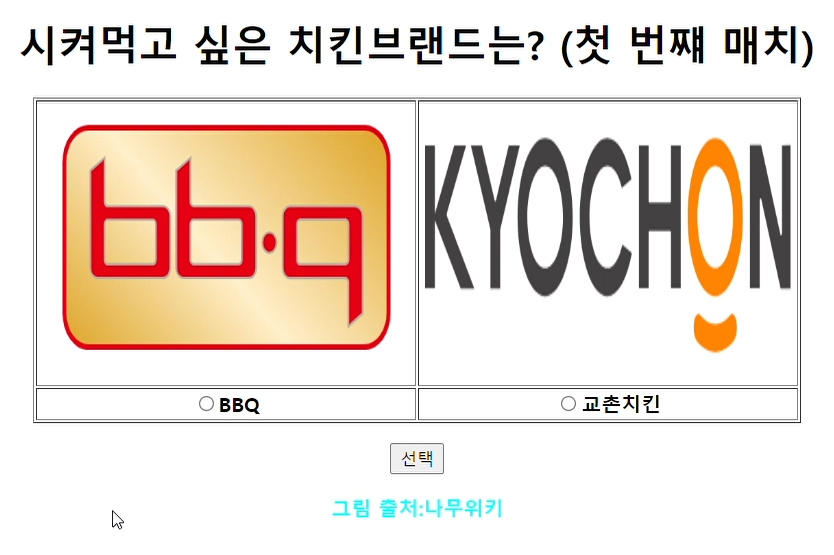 시켜먹고 싶은 치킨브랜드는? (첫 번쨰 매치)
bb·q
KYOCHON
BBQ
교촌치킨
선택
그림 출처:나무위키